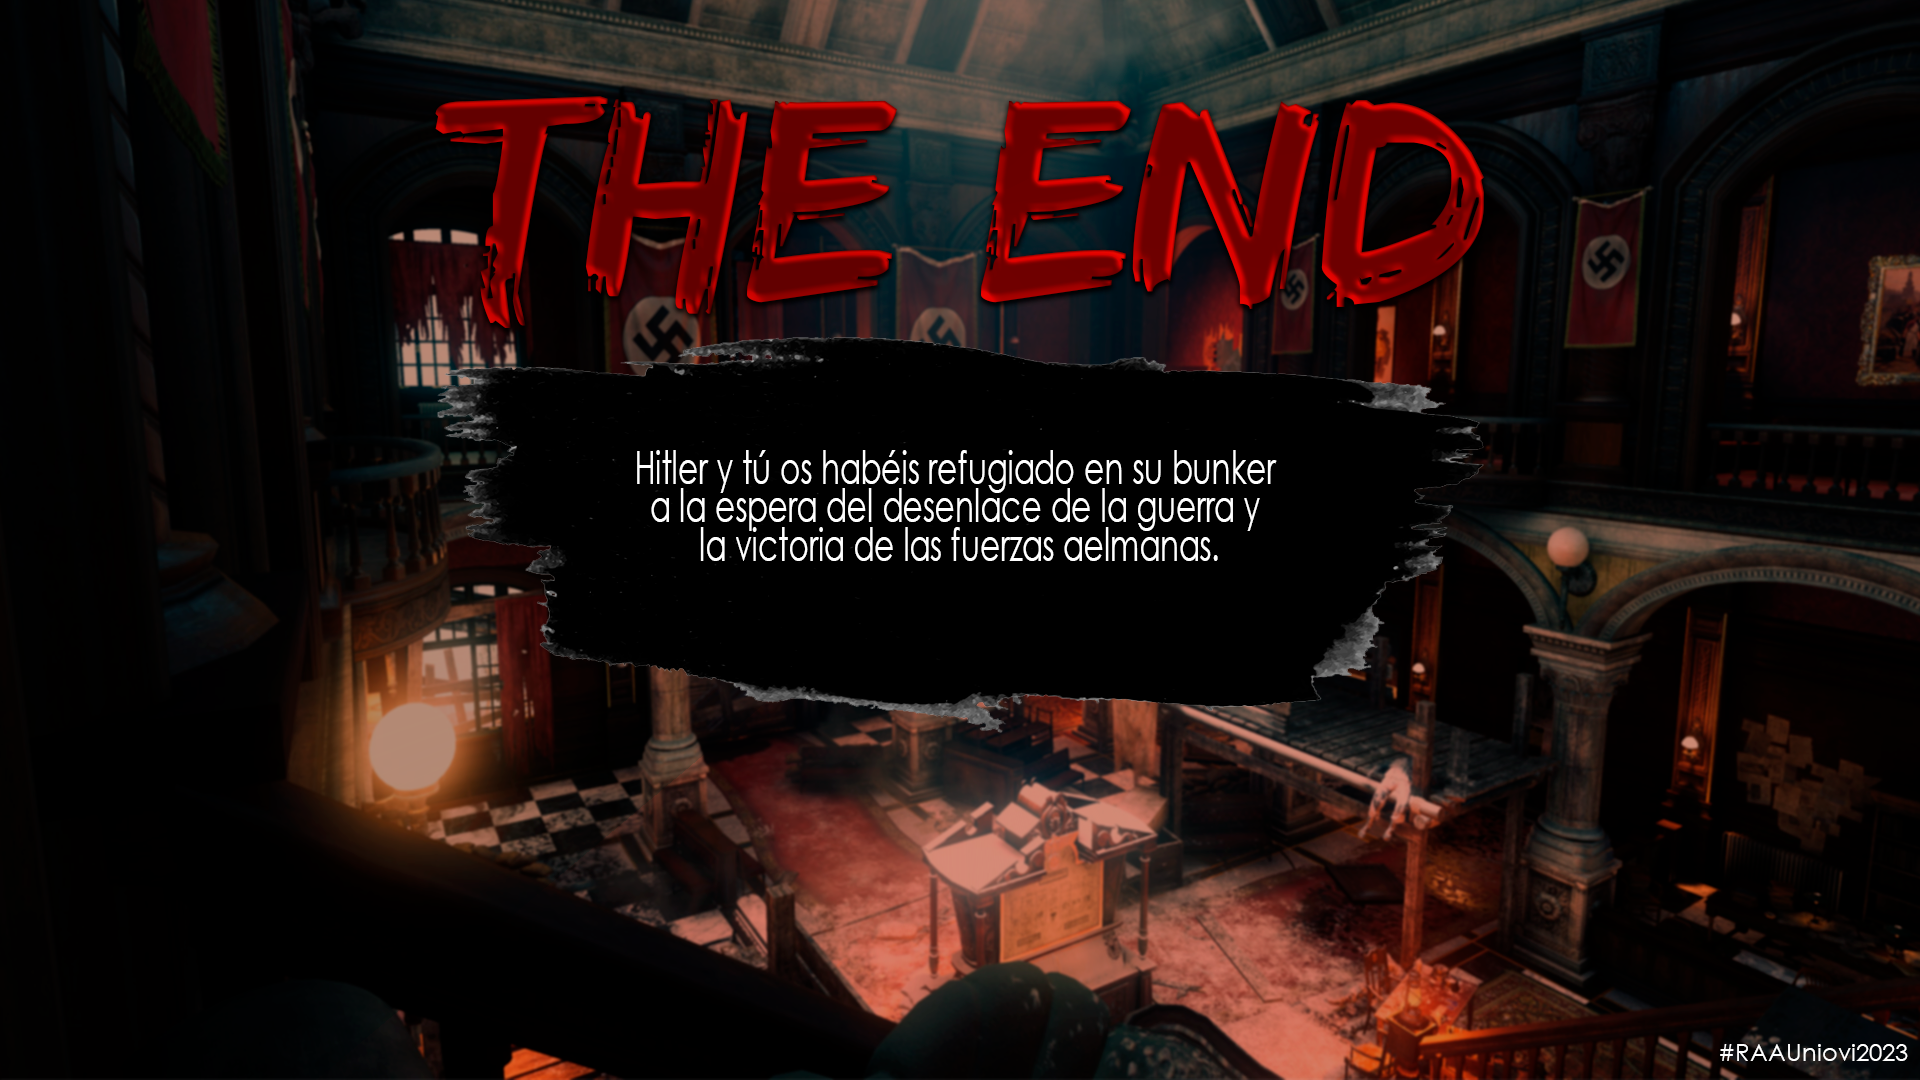 THE END
Hitler y tú os habéis refugiado en su bunker
a la espera del desenlace de la guerra y
la victoria de las fuerzas aelmanas.
#RAAUniovi2023